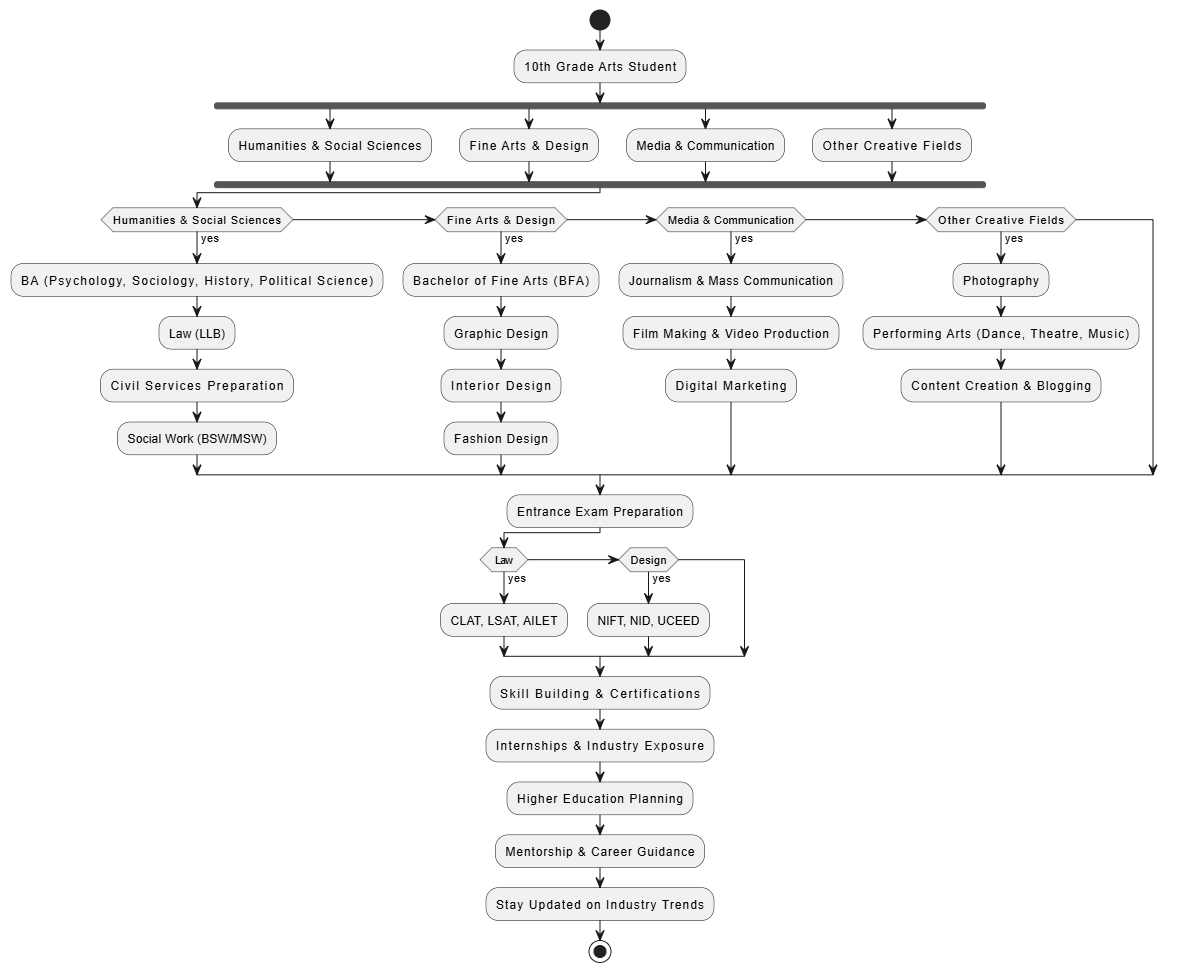 10th Grade Arts Student
Humanities & Social Sciences
Fine Arts & Design
Media & Communication
Other Creative Fields
Humanities & Social Sciences
Fine Arts & Design
Media & Communication
Other Creative Fields
yes
yes
yes
yes
BA (Psychology, Sociology, History, Political Science)
Bachelor of Fine Arts (BFA)
Journalism & Mass Communication
Photography
Law (LLB)
Graphic Design
Film Making & Video Production
Performing Arts (Dance, Theatre, Music)
Civil Services Preparation
Interior Design
Digital Marketing
Content Creation & Blogging
Social Work (BSW/MSW)
Fashion Design
Entrance Exam Preparation
Law
Design
yes
yes
CLAT, LSAT, AILET
NIFT, NID, UCEED
Skill Building & Certifications
Internships & Industry Exposure
Higher Education Planning
Mentorship & Career Guidance
Stay Updated on Industry Trends